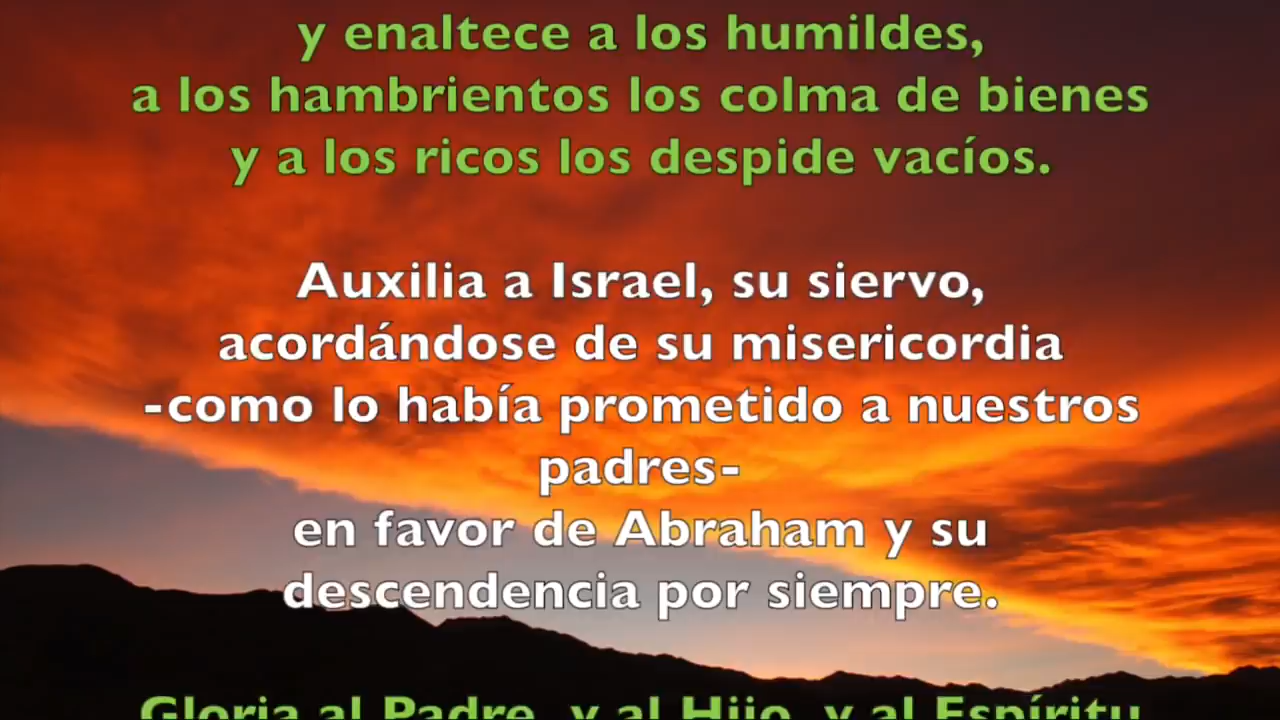 y enaltece a los humildes,
a los hambrientos los colma de bienes
y a los ricos los despide vacíos.
Auxilia a Israel, su siervo,
acordándose de su misericordia
-como lo había prometido a nuestros
padres-
en favor de Abraham y su
descendencia por siempre.
Gloria al Padre, y al Hijo, y al Espíritu